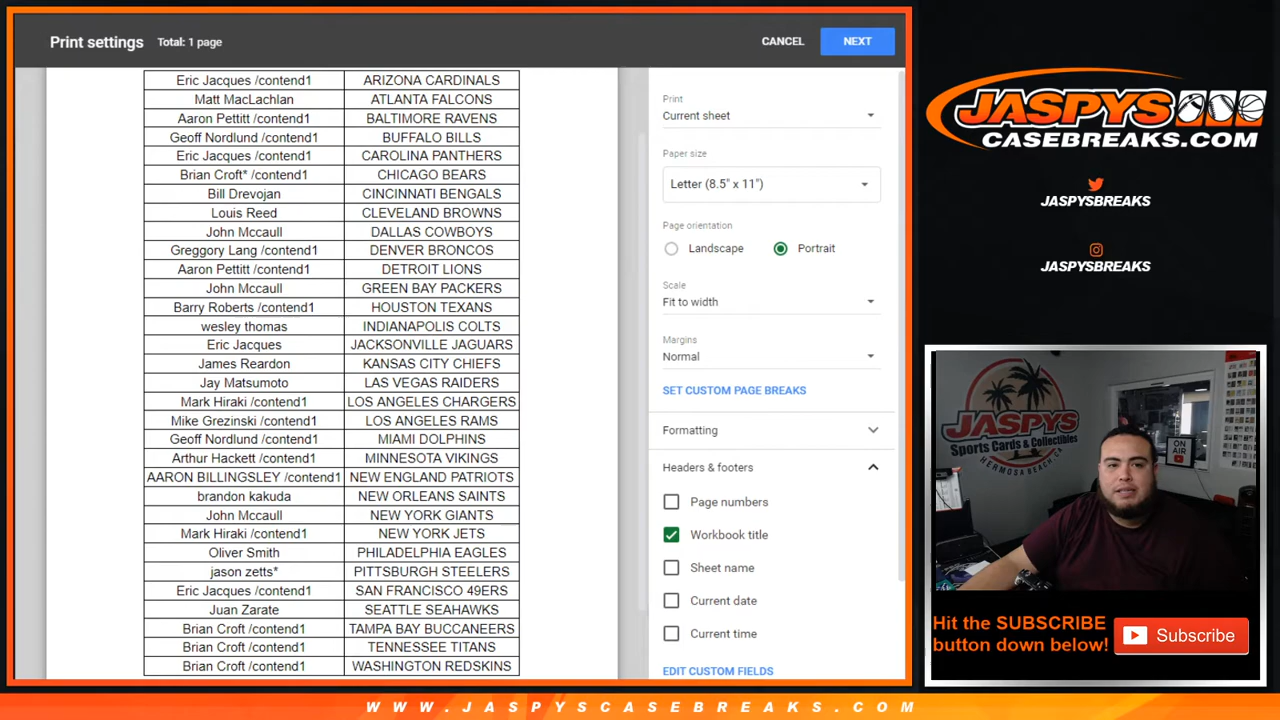 Print settings Total: 1 page CANCEL NEXT
Eric Jacques /contend1 ARIZONA CARDINALS
Matt MacLachlan ATLANTA FALCONS
Aaron Pettitt /contend1 BALTIMORE RAVENS
Geoff Nordlund /contend1 BUFFALO BILLS
Eric Jacques /contend1 CAROLINA PANTHERS
Brian Croft* /contend1 CHICAGO BEARS
Bill Drevojan CINCINNATI BENGALS
Louis Reed CLEVELAND BROWNS
John Mccaull DALLAS COWBOYS
Greggory Lang /contend1 DENVER BRONCOS
Aaron Pettitt /contend1 DETROIT LIONS
John Mccaull GREEN BAY PACKERS
Barry Roberts /contend1 HOUSTON TEXANS
wesley thomas INDIANAPOLIS COLTS
Eric Jacques JACKSONVILLE JAGUARS
James Reardon KANSAS CITY CHIEFS
Jay Matsumoto LAS VEGAS RAIDERS
Mark Hiraki /contend1 LOS ANGELES CHARGERS
Mike Grezinski /contend1 LOS ANGELES RAMS
Geoff Nordlund /contend1 MIAMI DOLPHINS
Arthur Hackett /contend1 MINNESOTA VIKINGS
AARON BILLINGSLEY /contend1 NEW ENGLAND PATRIOTS
brandon kakuda NEW ORLEANS SAINTS
John Mccaull NEW YORK GIANTS
Mark Hiraki /contend1 NEW YORK JETS
Oliver Smith PHILADELPHIA EAGLES
jason zetts* PITTSBURGH STEELERS
Eric Jacques /contend1 SAN FRANCISCO 49ERS
Juan Zarate SEATTLE SEAHAWKS
Brian Croft /contend1 TAMPA BAY BUCCANEERS
Brian Croft /contend1 TENNESSEE TITANS
Brian Croft /contend1 WASHINGTON REDSKINS
Print
Current sheet
Paper size
Letter (8.5" x 11")
Page orientation
Landscape Portrait
Scale
Fit to width
Margins
Normal
SET CUSTOM PAGE BREAKS
Formatting
Headers & footers
Page numbers
Workbook title
Sheet name
Current date
Current time
EDIT CUSTOM FIELDS
JASPYS
CASEBREAKS.COM
JASPYSBREAKS
JASPYSBREAKS
JASPYS
Sports Cards & Collectibles
HERMOSA BEACH CA
ON
AIR
Hit the SUBSCRIBE
button down below!
Subscribe
WWW.JASPYSCASEBREAKS.COM